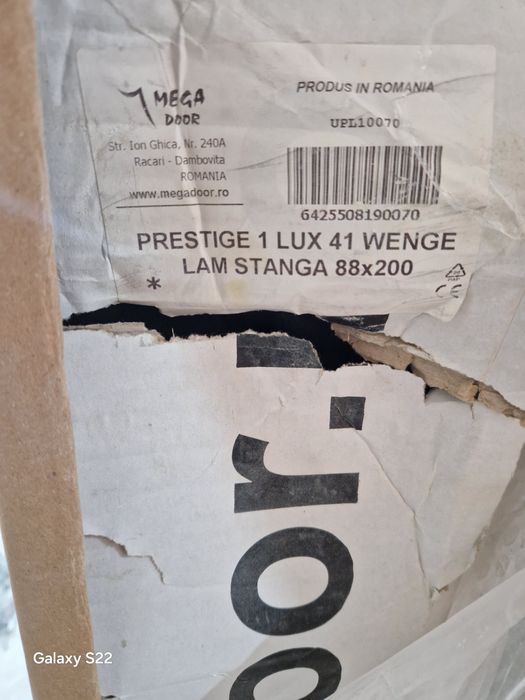 MEGA
DOOR
Str. Ion Ghica, Nr. 240A
Racari - Dambovita
ROMANIA
www.megadoor.ro
PRODUS IN ROMANIA
UPL10070
6425508190070
PRESTIGE 1 LUX 41 WENGE
LAM STANGA 88x200
*
CE
oor.
Galaxy S22